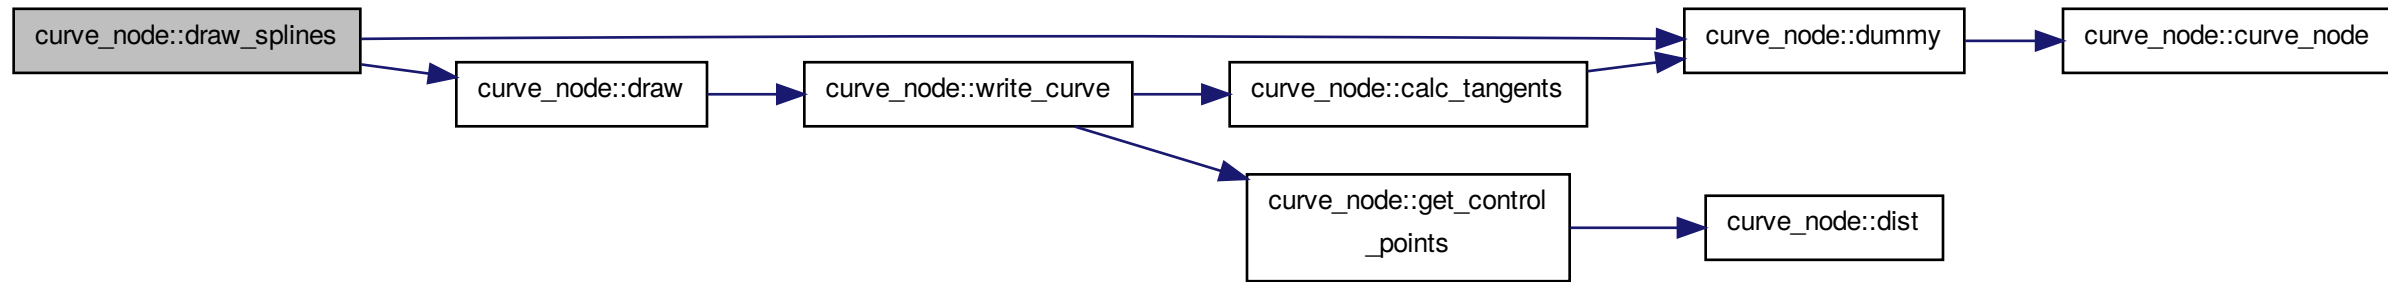 curve_node::draw_splines
curve_node::dummy
curve_node::curve_node
curve_node::draw
curve_node::write_curve
curve_node::calc_tangents
curve_node::get_control
_points
curve_node::dist